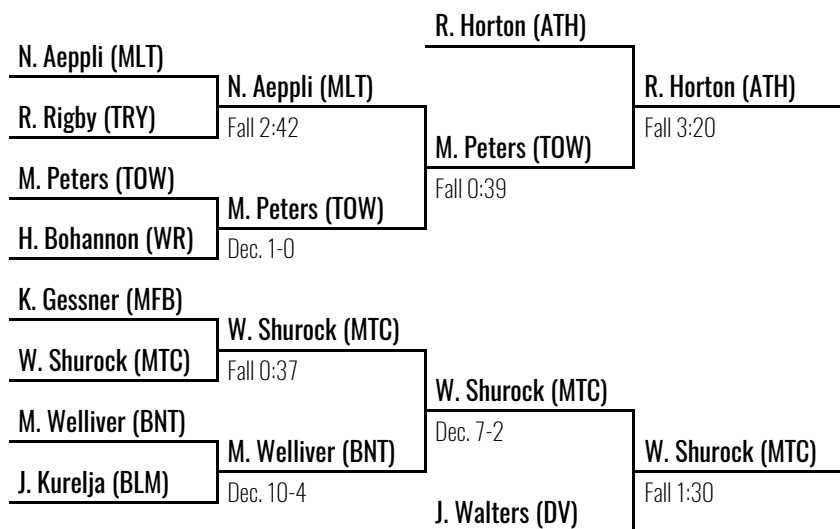 R. Horton (ATH)
N. Aeppli (MLT)
N. Aeppli (MLT)
R. Horton (ATH)
R. Rigby (TRY)
Fall 2:42
Fall 3:20
M. Peters (TOW)
M. Peters (TOW)
Fall 0:39
M. Peters (TOW)
H. Bohannon (WR)
Dec. 1-0
K. Gessner (MFB)
W. Shurock (MTC)
W. Shurock (MTC)
Fall 0:37
W. Shurock (MTC)
M. Welliver (BNT)
Dec. 7-2
M. Welliver (BNT)
W. Shurock (MTC)
J. Kurelja (BLM)
Dec. 10-4
Fall 1:30
J. Walters (DV)